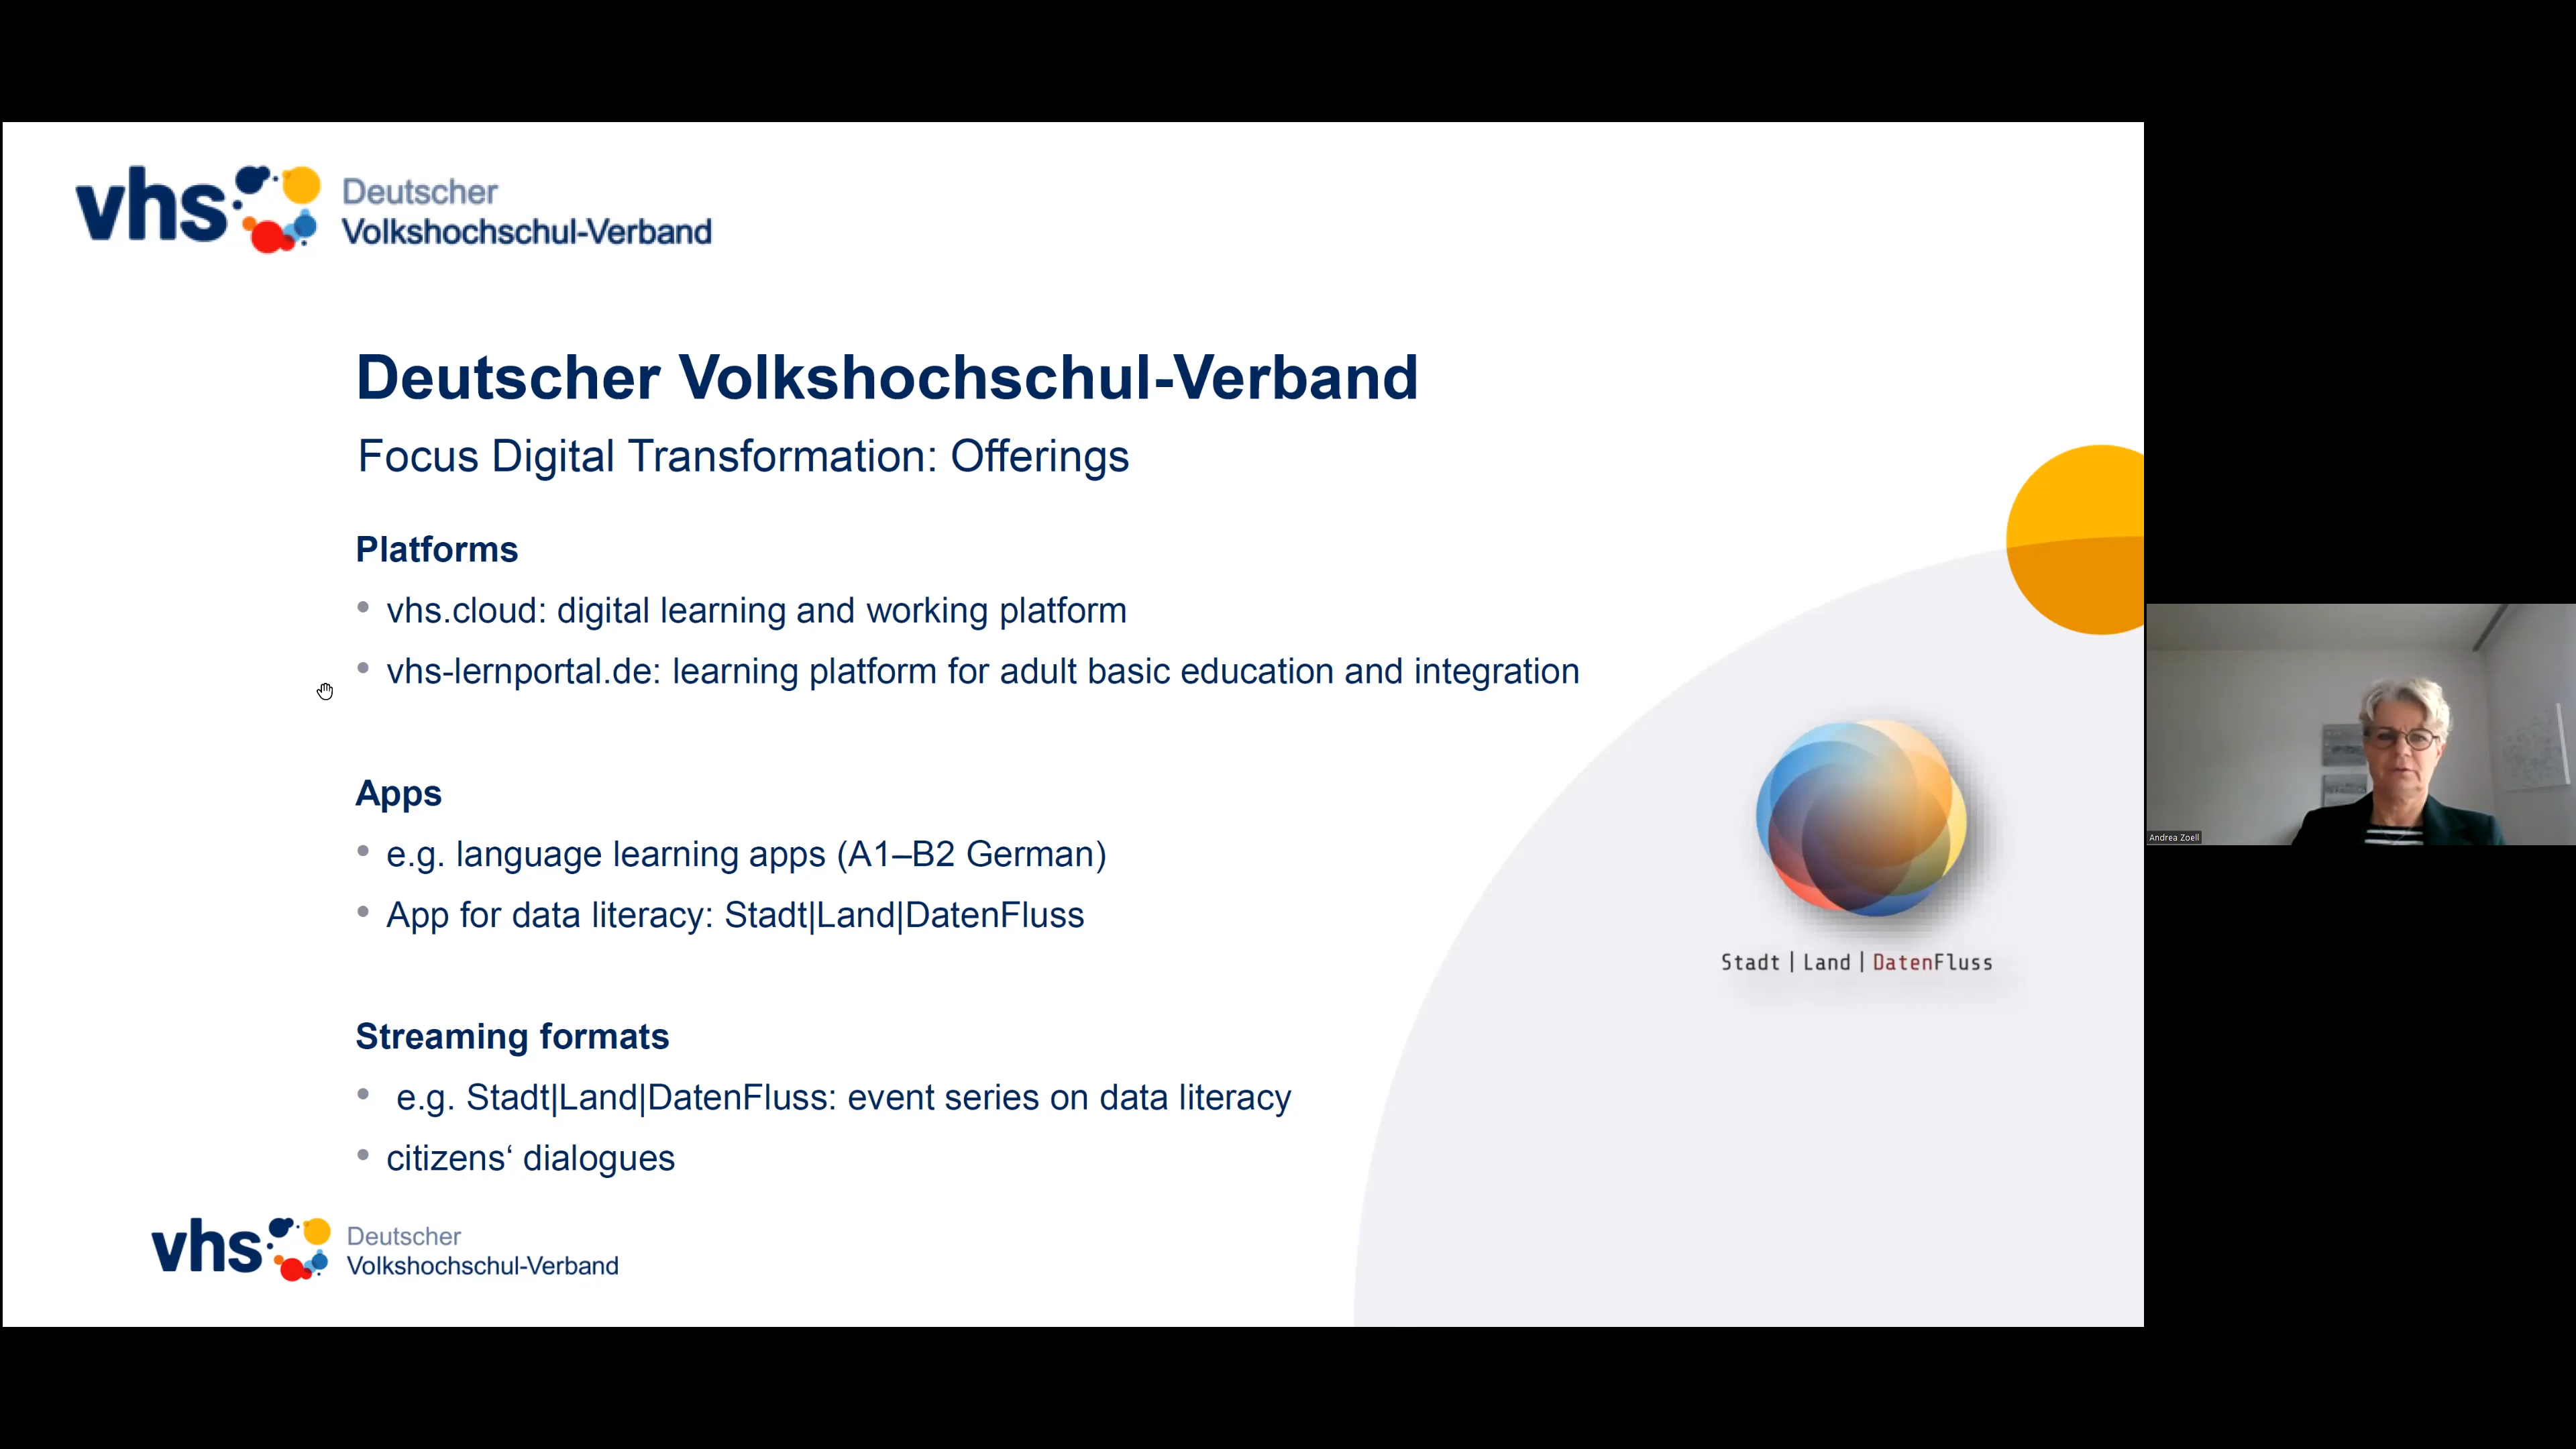 vhs Deutscher
Volkshochschul-Verband
Deutscher Volkshochschul-Verband
Focus Digital Transformation: Offerings
Platforms
• vhs.cloud: digital learning and working platform
• vhs-lernportal.de: learning platform for adult basic education and integration
Apps
• e.g. language learning apps (A1–B2 German)
• App for data literacy: Stadt|Land|DatenFluss
Stadt | Land | DatenFluss
Streaming formats
• e.g. Stadt|Land|DatenFluss: event series on data literacy
• citizens‘ dialogues
vhs Deutscher
Volkshochschul-Verband
Andrea Zoell